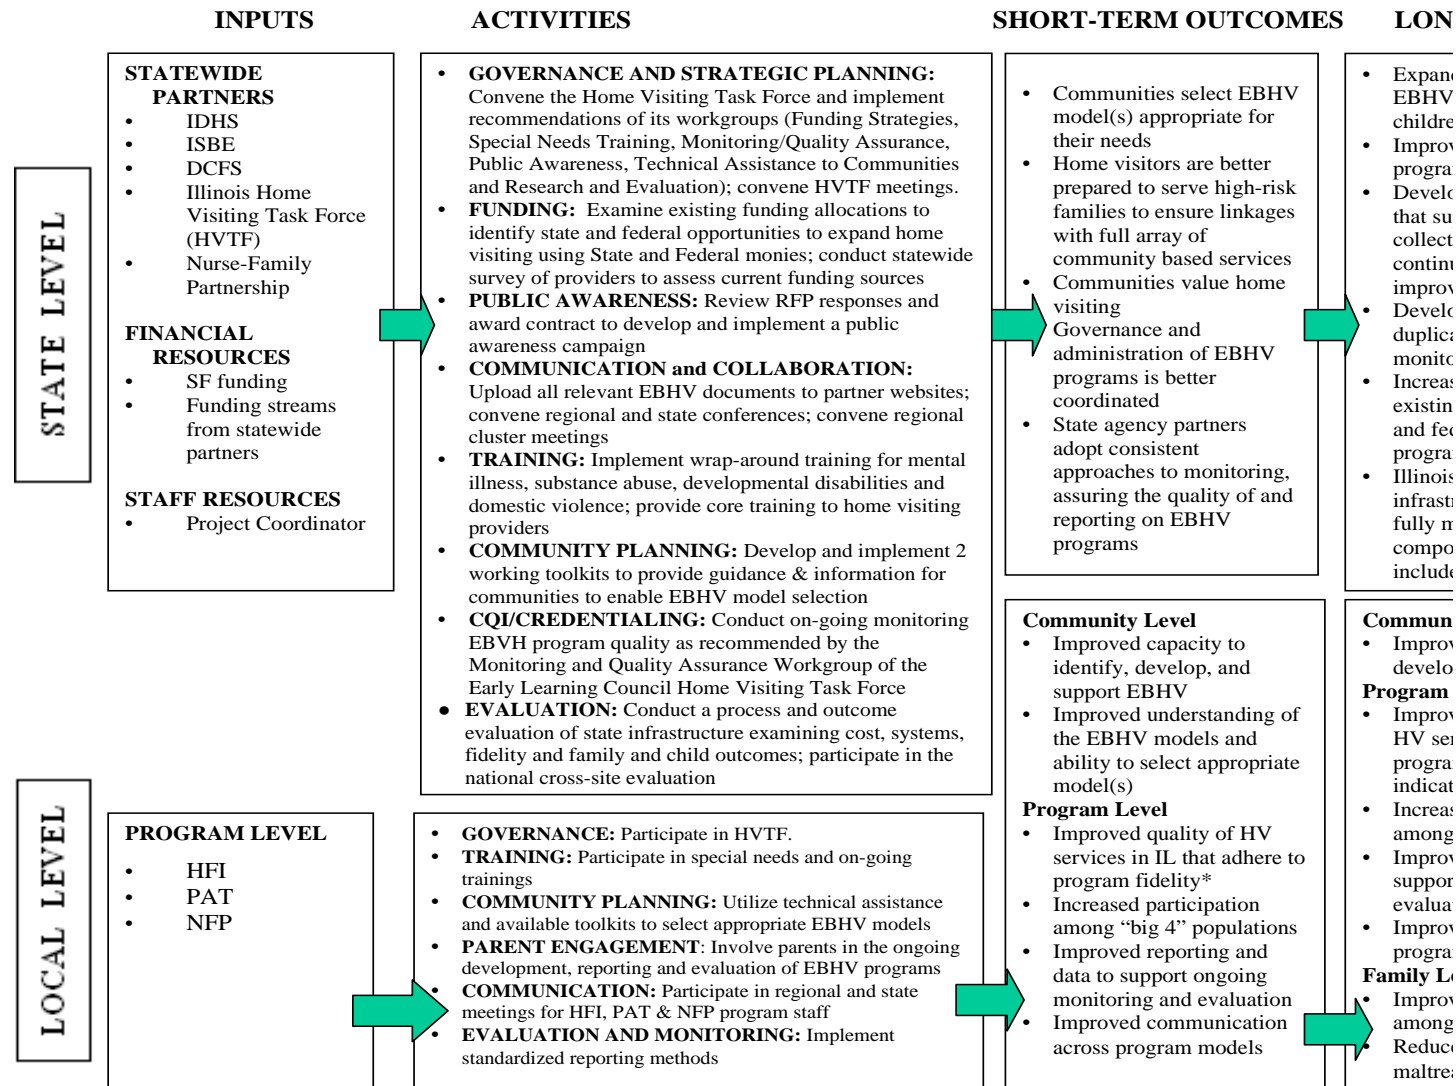 INPUTS
ACTIVITIES
SHORT-TERM OUTCOMES
STATE LEVEL
STATEWIDE
PARTNERS
• IDHS
• ISBE
• DCFS
• Illinois Home
Visiting Task Force
(HVTF)
• Nurse-Family
Partnership
FINANCIAL
RESOURCES
• SF funding
• Funding streams
from statewide
partners
STAFF RESOURCES
• Project Coordinator
• GOVERNANCE AND STRATEGIC PLANNING:
Convene the Home Visiting Task Force and implement
recommendations of its workgroups (Funding Strategies,
Special Needs Training, Monitoring/Quality Assurance,
Public Awareness, Technical Assistance to Communities
and Research and Evaluation); convene HVTF meetings.
• FUNDING: Examine existing funding allocations to
identify state and federal opportunities to expand home
visiting using State and Federal monies; conduct statewide
survey of providers to assess current funding sources
• PUBLIC AWARENESS: Review RFP responses and
award contract to develop and implement a public
awareness campaign
• COMMUNICATION and COLLABORATION:
Upload all relevant EBHV documents to partner websites;
convene regional and state conferences; convene regional
cluster meetings
• TRAINING: Implement wrap-around training for mental
illness, substance abuse, developmental disabilities and
domestic violence; provide core training to home visiting
providers
• COMMUNITY PLANNING: Develop and implement 2
working toolkits to provide guidance & information for
communities to enable EBHV model selection
• CQI/CREDENTIALING: Conduct on-going monitoring
EBVH program quality as recommended by the
Monitoring and Quality Assurance Workgroup of the
Early Learning Council Home Visiting Task Force
• EVALUATION: Conduct a process and outcome
evaluation of state infrastructure examining cost, systems,
fidelity and family and child outcomes; participate in the
national cross-site evaluation
• Communities select EBHV
model(s) appropriate for
their needs
• Home visitors are better
prepared to serve high-risk
families to ensure linkages
with full array of
community based services
• Communities value home
visiting
Governance and
administration of EBHV
programs is better
coordinated
• State agency partners
adopt consistent
approaches to monitoring,
assuring the quality of and
reporting on EBHV
programs
•
EBHV
•
•
that
•
•
and
• Illinois
fully
LOCAL LEVEL
PROGRAM LEVEL
• HFI
• PAT
• NFP
• GOVERNANCE: Participate in HVTF.
• TRAINING: Participate in special needs and on-going
trainings
• COMMUNITY PLANNING: Utilize technical assistance
and available toolkits to select appropriate EBHV models
• PARENT ENGAGEMENT: Involve parents in the ongoing
development, reporting and evaluation of EBHV programs
• COMMUNICATION: Participate in regional and state
meetings for HFI, PAT & NFP program staff
• EVALUATION AND MONITORING: Implement
standardized reporting methods
Community Level
• Improved capacity to
identify, develop, and
support EBHV
• Improved understanding of
the EBHV models and
ability to select appropriate
model(s)
Program Level
• Improved quality of HV
services in IL that adhere to
program fidelity*
• Increased participation
among “big 4” populations
• Improved reporting and
data to support ongoing
monitoring and evaluation
• Improved communication
across program models
•
Program
•
HV
•
among
•
•
Family
•
among
•